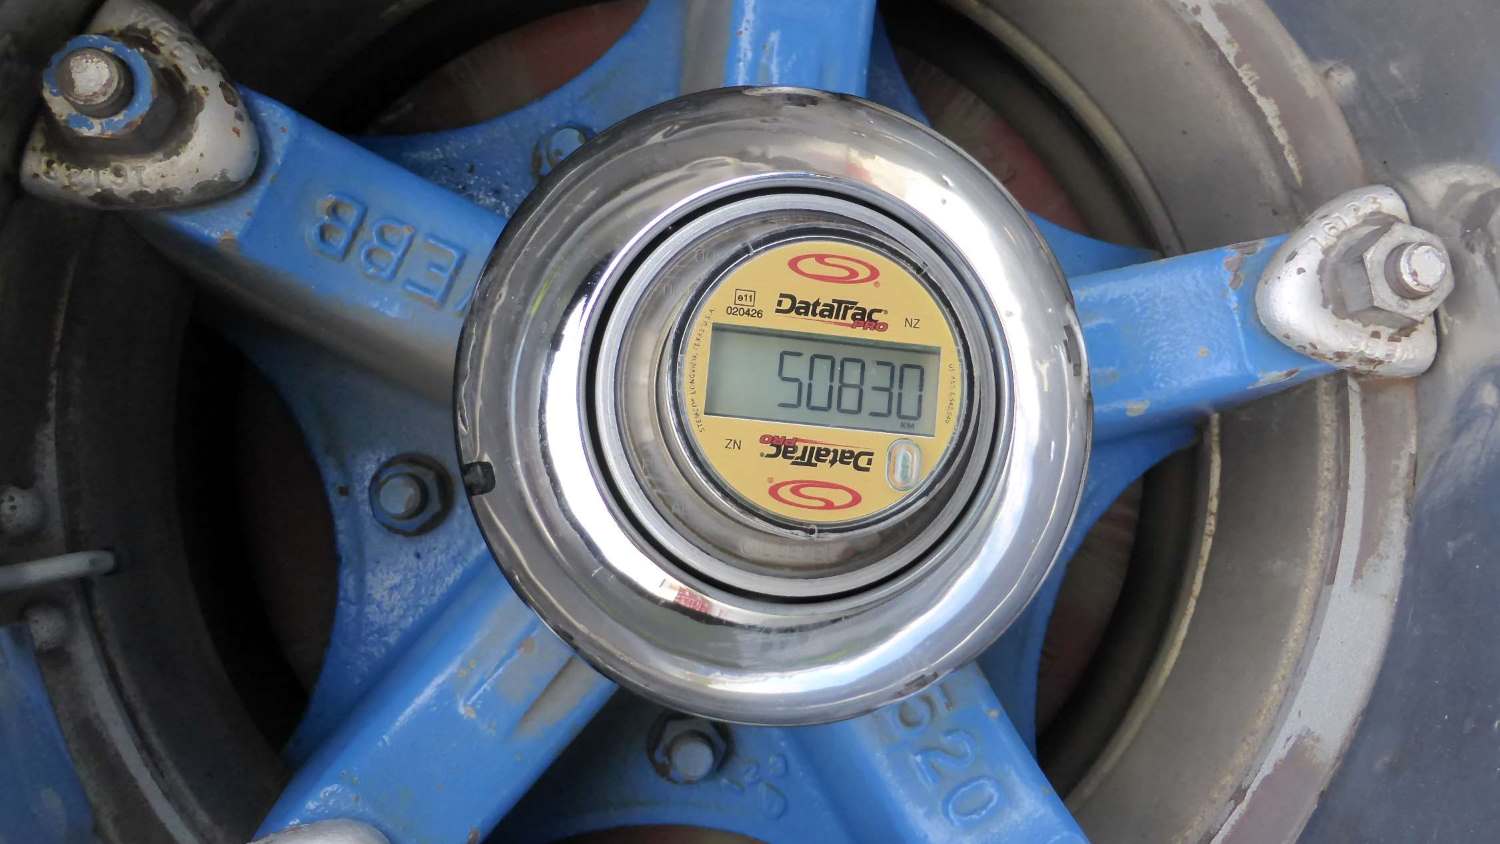 e11
020426
DataTrac®
PRO
NZ
50830
KM
NZ
DataTrac®
PRO
EBB
520